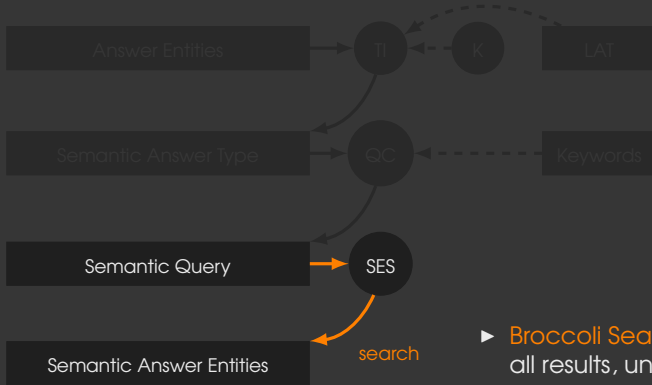 Answer Entities
TI
K
LAT
Semantic Answer Type
QC
Keywords
Semantic Query
SES
search
Semantic Answer Entities
► Broccoli Sea
all results, un